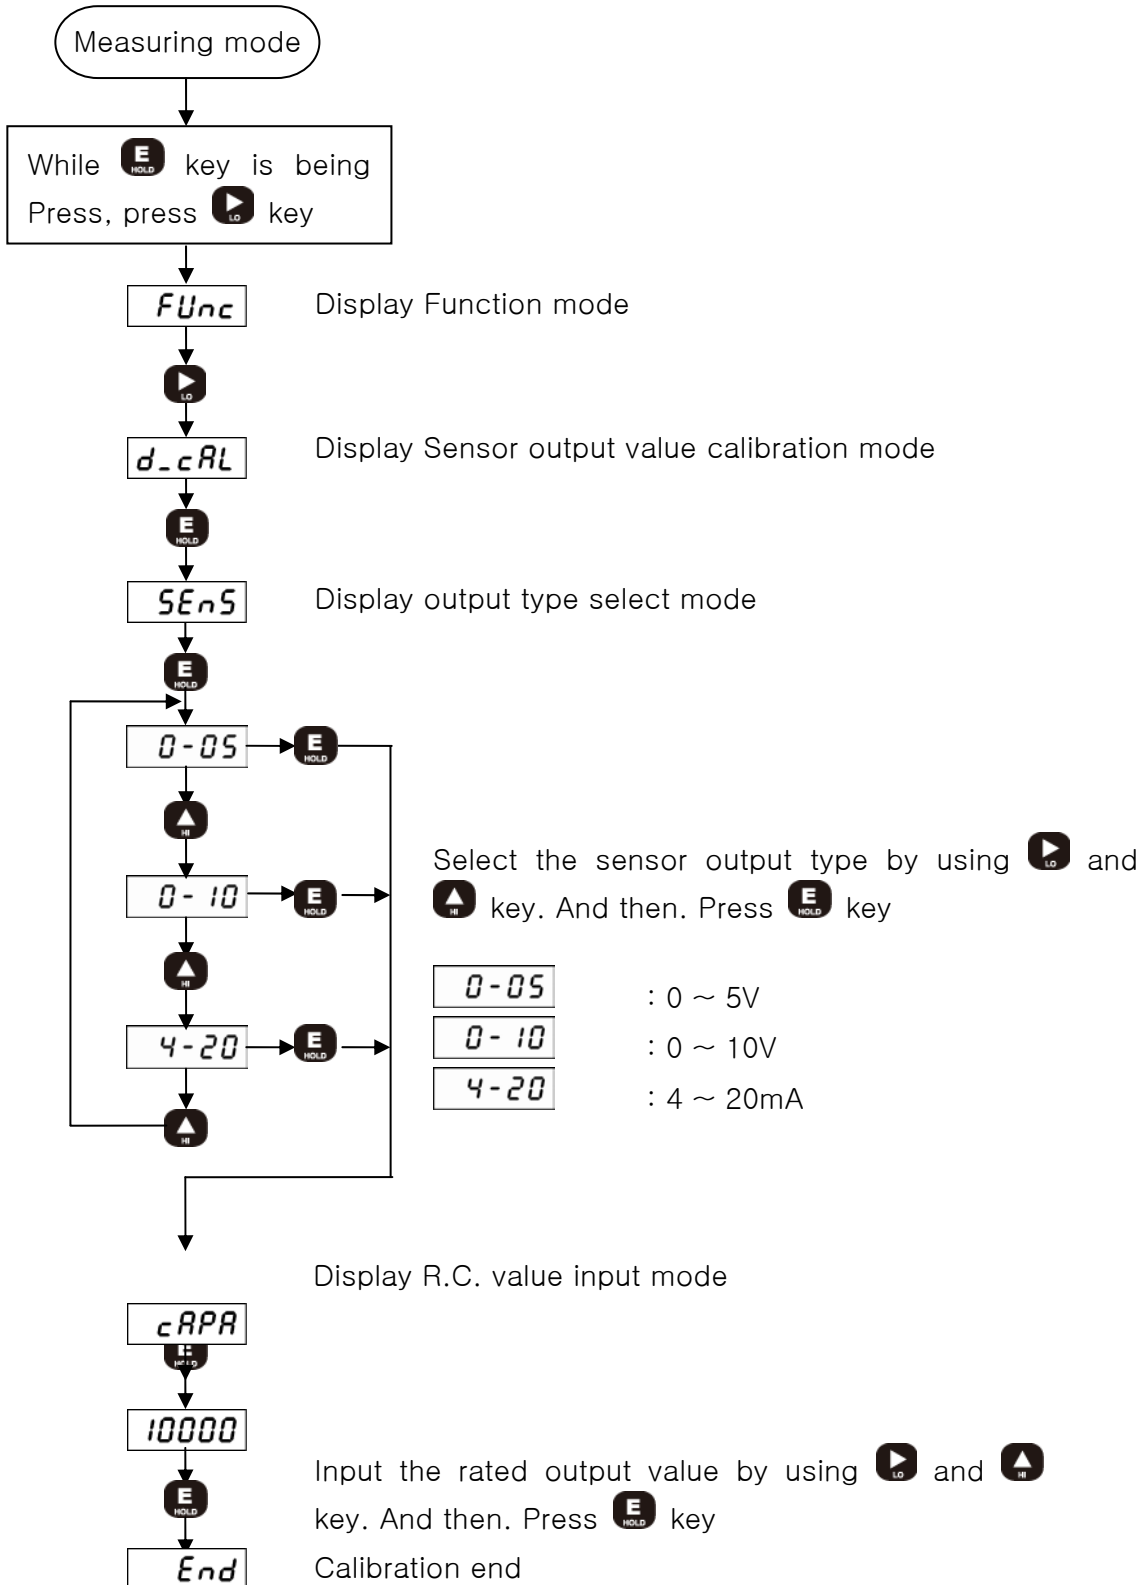 Measuring mode
While E HOLD key is being
Press, press LO key
FUnc Display Function mode
LO
d_cAL Display Sensor output value calibration mode
E
HOLD
SEnS Display output type select mode
E
HOLD
0-05 E HOLD
HI
Select the sensor output type by using LO and
0-10 E HOLD
HI key. And then. Press E HOLD key
HI
0-05 : 0 ~ 5V
4-20 E HOLD
0-10 : 0 ~ 10V
4-20 : 4 ~ 20mA
HI
Display R.C. value input mode
cAPA
E
HOLD
10000
Input the rated output value by using LO and HI
E HOLD
key. And then. Press E HOLD key
End Calibration end